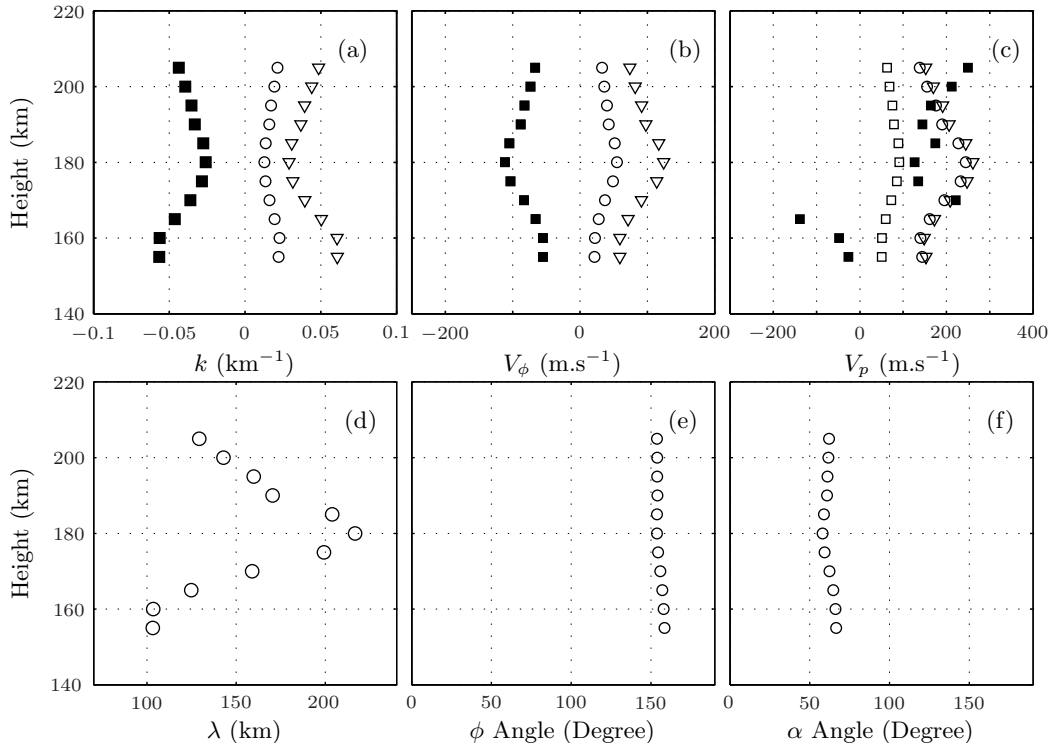 220
200
180
160
140
Height (km)
−0.1
−0.05
0
0.05
0.1
k (km⁻¹)
(a)
−200
0
200
V_ϕ (m.s⁻¹)
(b)
−200
0
200
400
V_p (m.s⁻¹)
(c)
220
200
180
160
140
Height (km)
100
150
200
λ (km)
(d)
0
50
100
150
ϕ Angle (Degree)
(e)
0
50
100
150
α Angle (Degree)
(f)